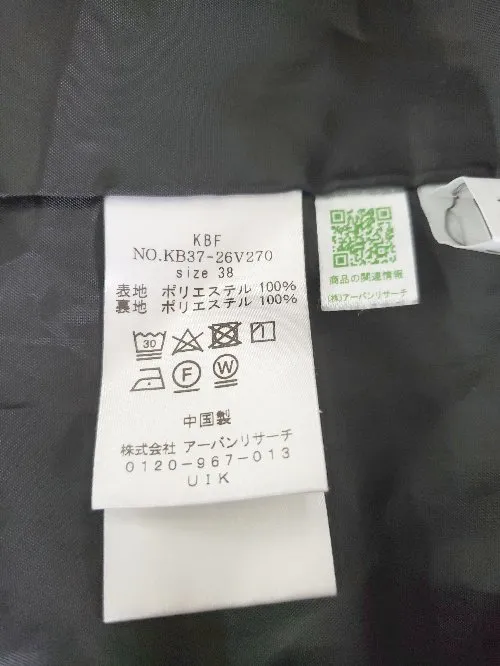 KBF
NO.KB37-26V270
size 38
表地 ポリエステル 100%
裏地 ポリエステル 100%
30
F
W
中国製
株式会社 アーバンリサーチ
0120-967-013
UIK
商品の関連情報
(株)アーバンリサーチ